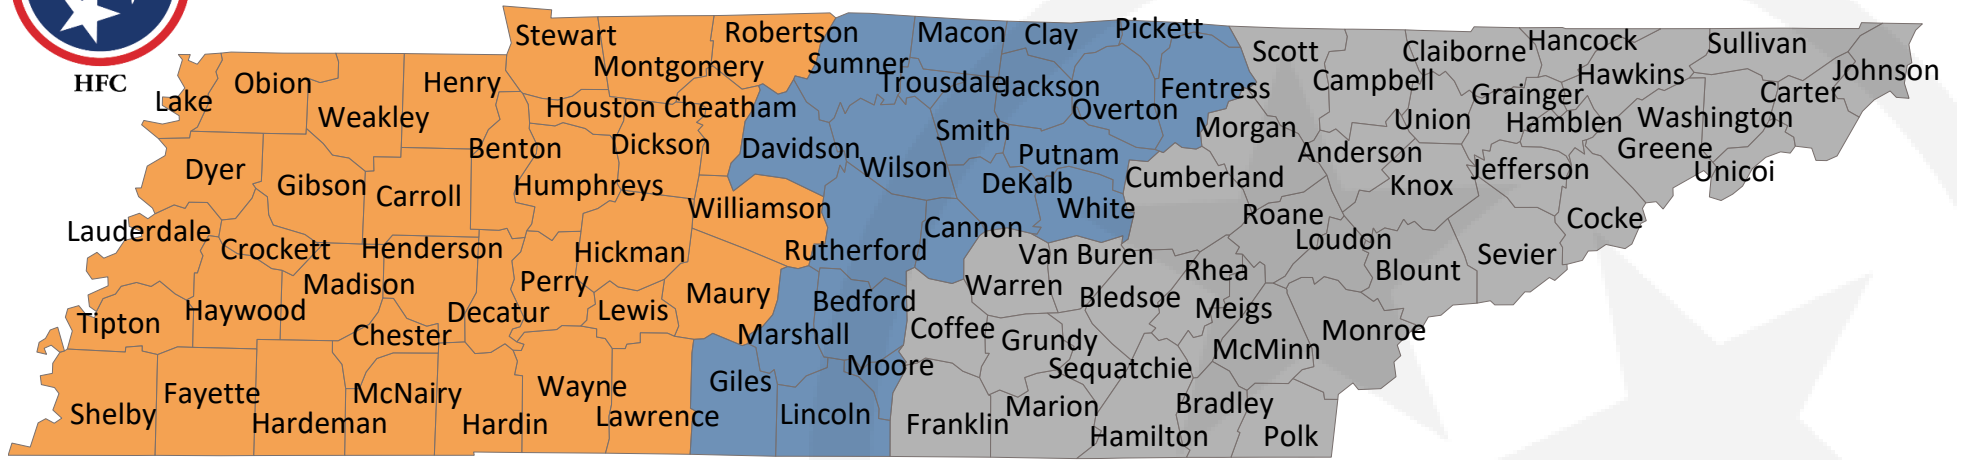 HFC
Stewart
Robertson
Macon
Clay
Pickett
Scott
Claiborne
Hancock
Sullivan
Obion
Henry
Montgomery
Sumner
Trousdale
Jackson
Fentress
Campbell
Grainger
Hawkins
Carter
Johnson
Lake
Weakley
Houston
Cheatham
Smith
Overton
Morgan
Union
Hamblen
Washington
Dyer
Gibson
Carroll
Benton
Humphreys
Dickson
Davidson
Wilson
DeKalb
Putnam
White
Cumberland
Anderson
Knox
Jefferson
Greene
Unicoi
Lauderdale
Crockett
Henderson
Hickman
Williamson
Rutherford
Cannon
Van Buren
Roane
Loudon
Blount
Sevier
Cocke
Tipton
Haywood
Madison
Chester
Decatur
Perry
Lewis
Maury
Marshall
Bedford
Moore
Coffee
Warren
Grundy
Bledsoe
Sequatchie
Rhea
Meigs
McMinn
Monroe
Shelby
Fayette
Hardeman
McNairy
Hardin
Wayne
Lawrence
Giles
Lincoln
Franklin
Marion
Hamilton
Bradley
Polk